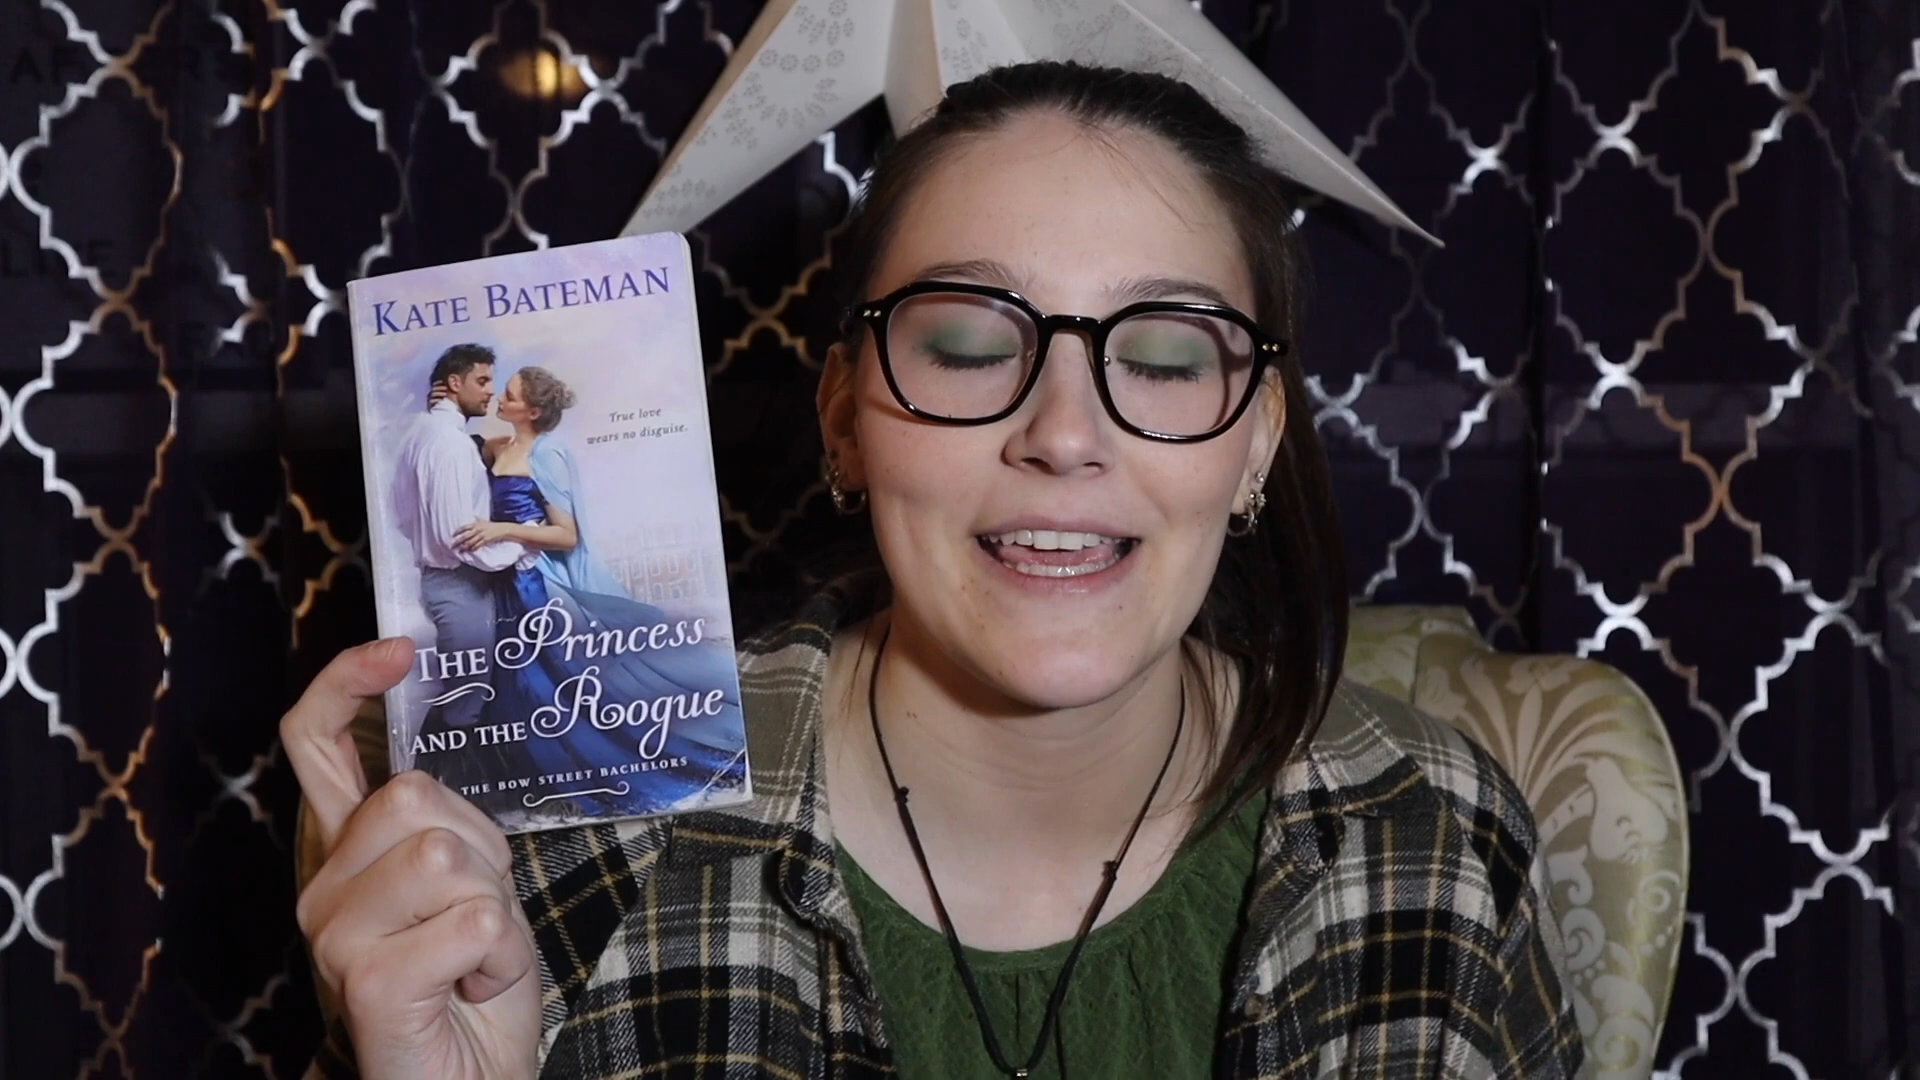 KATE BATEMAN
True love
wears no disguise.
THE Princess
AND THE Rogue
THE BOW STREET BACHELORS